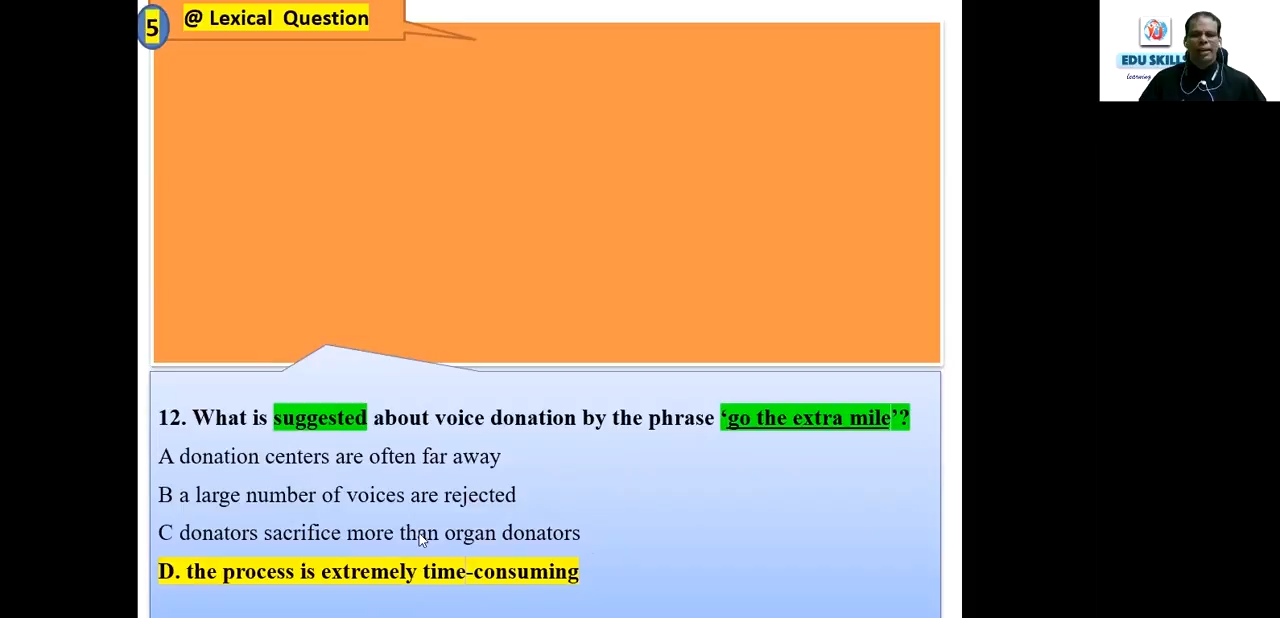 5
@ Lexical Question
EDU SKILLS
learning
12. What is suggested about voice donation by the phrase ‘go the extra mile’?
A donation centers are often far away
B a large number of voices are rejected
C donators sacrifice more than organ donators
D. the process is extremely time-consuming